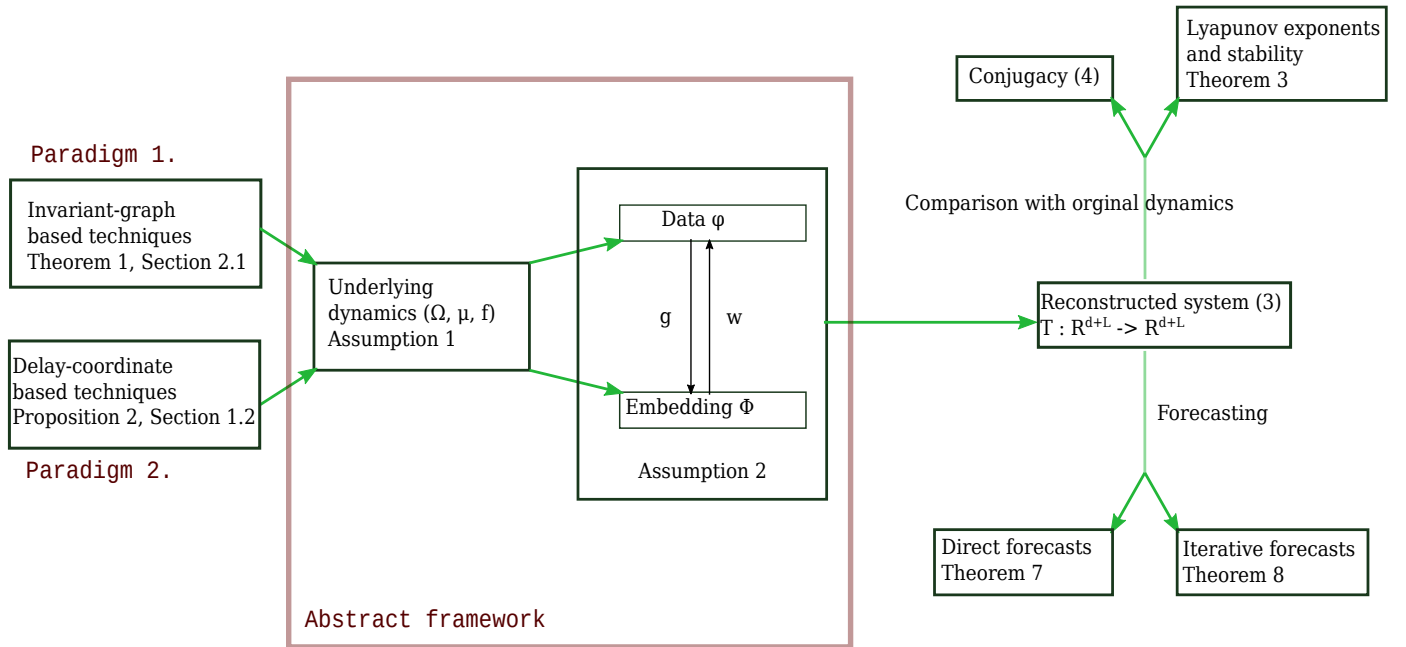 Paradigm 1.
Invariant-graph
based techniques
Theorem 1, Section 2.1
Delay-coordinate
based techniques
Proposition 2, Section 1.2
Paradigm 2.
Underlying
dynamics (Ω, μ, f)
Assumption 1
Data φ
g
w
Embedding Φ
Assumption 2
Abstract framework
Conjugacy (4)
Lyapunov exponents
and stability
Theorem 3
Comparison with orginal dynamics
Reconstructed system (3)
T : R^{d+L} -> R^{d+L}
Forecasting
Direct forecasts
Theorem 7
Iterative forecasts
Theorem 8